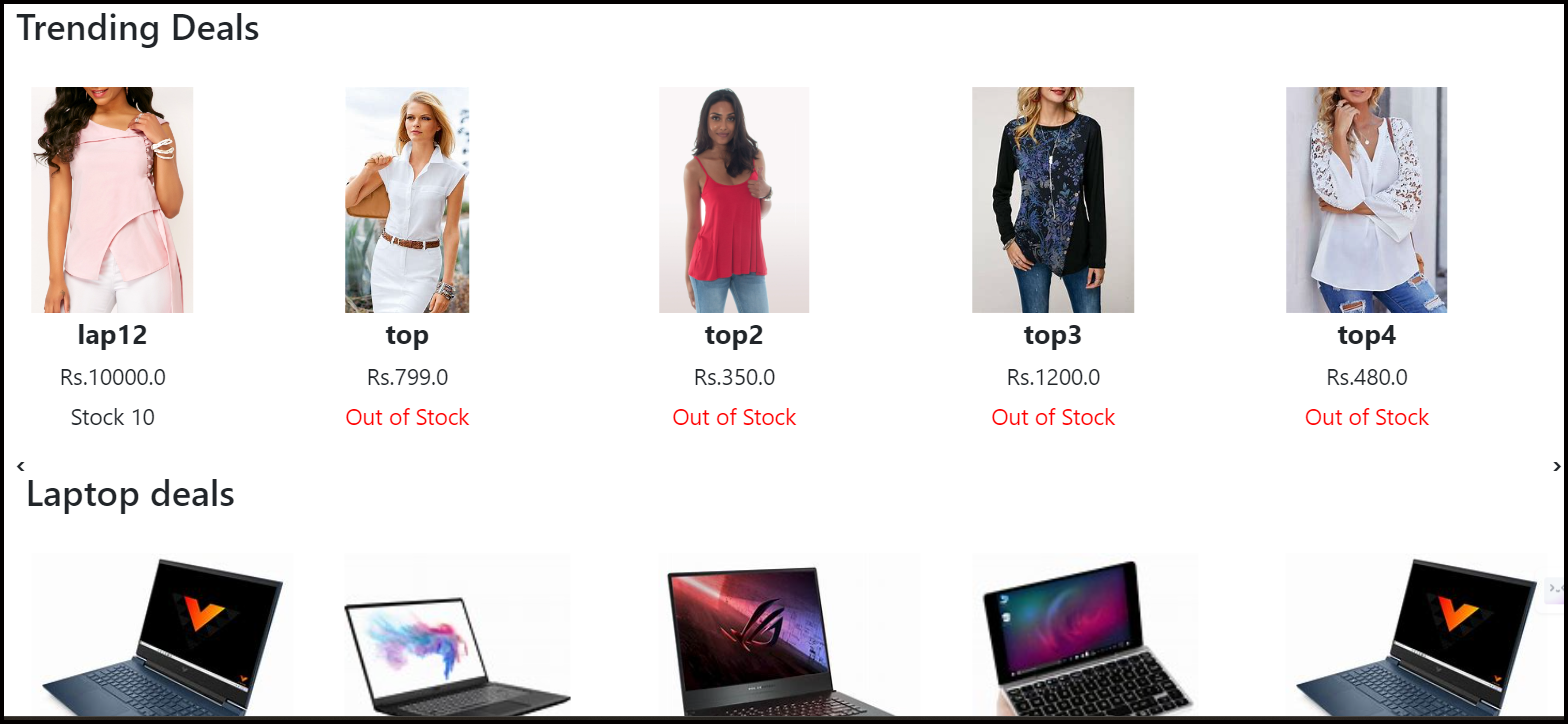 Trending Deals
lap12 top top2 top3 top4
Rs.10000.0 Rs.799.0 Rs.350.0 Rs.1200.0 Rs.480.0
Stock 10 Out of Stock Out of Stock Out of Stock Out of Stock
‹ ›
Laptop deals